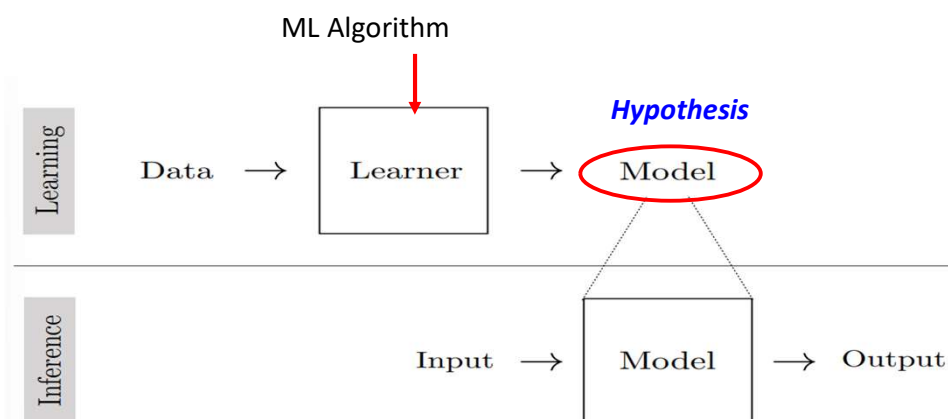 ML Algorithm
Hypothesis
Learning
Data → Learner → Model
Inference
Input → Model → Output